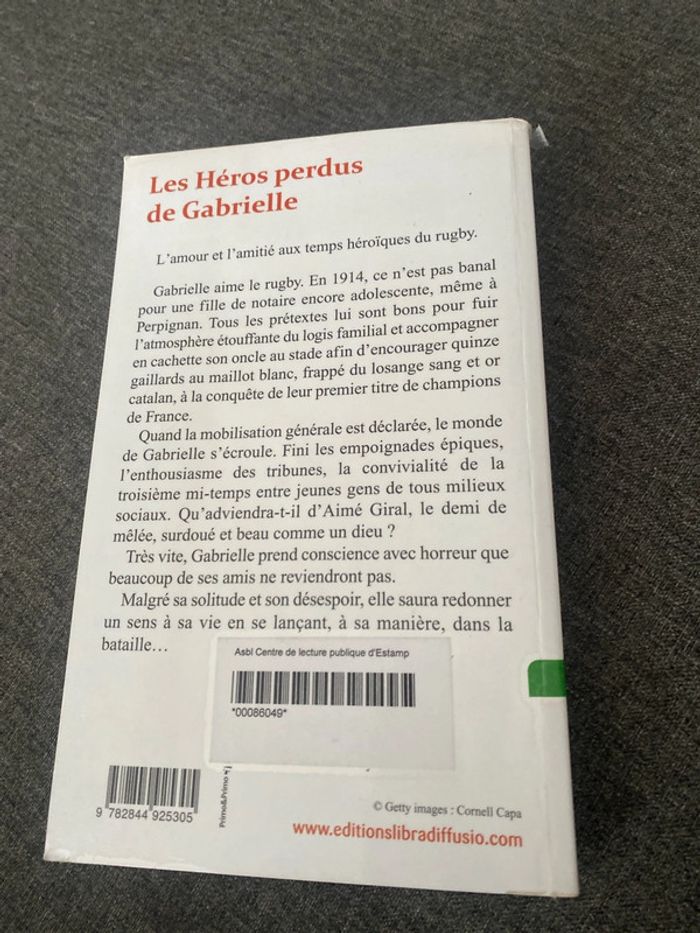 Les Héros perdus
de Gabrielle
L'amour et l'amitié aux temps héroïques du rugby.
Gabrielle aime le rugby. En 1914, ce n'est pas banal
pour une fille de notaire encore adolescente, même à
Perpignan. Tous les prétextes lui sont bons pour fuir
l'atmosphère étouffante du logis familial et accompagner
en cachette son oncle au stade afin d'encourager quinze
gaillards au maillot blanc, frappé du losange sang et or
catalan, à la conquête de leur premier titre de champions
de France.
Quand la mobilisation générale est déclarée, le monde
de Gabrielle s'écroule. Fini les empoignades épiques,
l'enthousiasme des tribunes, la convivialité de la
troisième mi-temps entre jeunes gens de tous milieux
sociaux. Qu'adviendra-t-il d'Aimé Giral, le demi de
mêlée, surdoué et beau comme un dieu ?
Très vite, Gabrielle prend conscience avec horreur que
beaucoup de ses amis ne reviendront pas.
Malgré sa solitude et son désespoir, elle saura redonner
un sens à sa vie en se lançant, à sa manière, dans la
bataille…
Asbl Centre de lecture publique d'Estamp
*00086049*
9 782844 925305
Primo&Primo
© Getty images : Cornell Capa
www.editionslibradiffusio.com